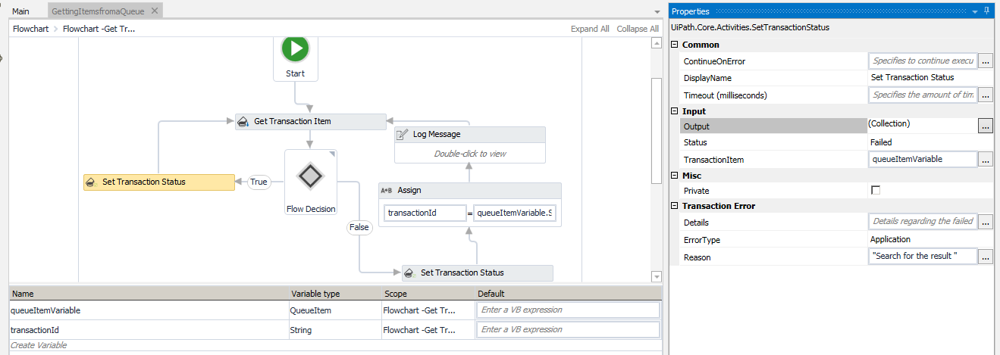 Main
GettingItemsfromaQueue
Flowchart
Flowchart -Get Tr...
Expand All
Collapse All
Start
Get Transaction Item
Log Message
Double-click to view
Set Transaction Status
True
Flow Decision
A*B Assign
transactionId = queueItemVariable.S
False
Set Transaction Status
Name Variable type Scope Default
queueItemVariable QueueItem Flowchart -Get Tr... Enter a VB expression
transactionId String Flowchart -Get Tr... Enter a VB expression
Create Variable
Properties
UiPath.Core.Activities.SetTransactionStatus
Common
ContinueOnError Specifies to continue execu ...
DisplayName Set Transaction Status
Timeout (milliseconds) Specifies the amount of tim ...
Input
Output (Collection) ...
Status Failed
TransactionItem queueItemVariable ...
Misc
Private
Transaction Error
Details Details regarding the failed ...
ErrorType Application
Reason "Search for the result " ...